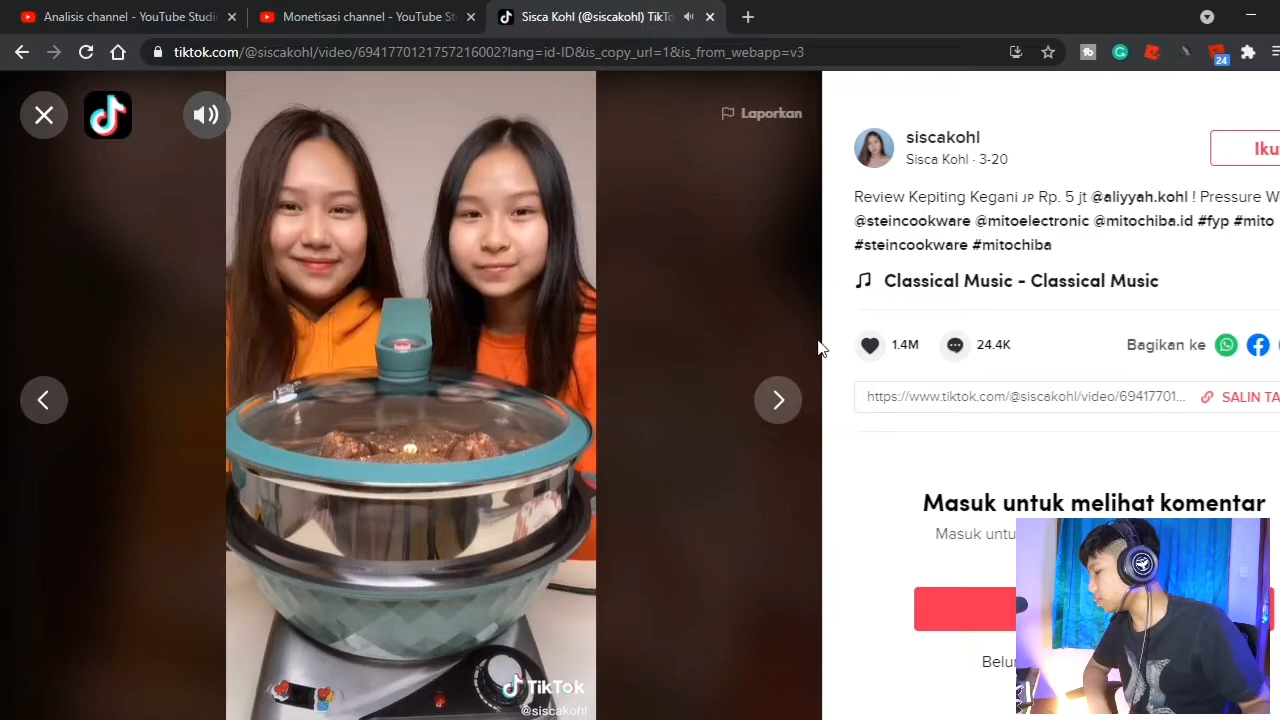 Analisis channel - YouTube Studi
Monetisasi channel - YouTube St
Sisca Kohl (@siscakohl) TikTo
tiktok.com/@siscakohl/video/6941770121757216002?lang=id-ID&is_copy_url=1&is_from_webapp=v3
24
Laporkan
siscakohl
Sisca Kohl · 3-20
Iku
Review Kepiting Kegani ᴊᴘ Rp. 5 jt @aliyyah.kohl ! Pressure W
@steincookware @mitoelectronic @mitochiba.id #fyp #mito
#steincookware #mitochiba
Classical Music - Classical Music
1.4M
24.4K
Bagikan ke
https://www.tiktok.com/@siscakohl/video/69417701...
SALIN TA
Masuk untuk melihat komentar
Masuk untu
Belu
TikTok
@siscakohl